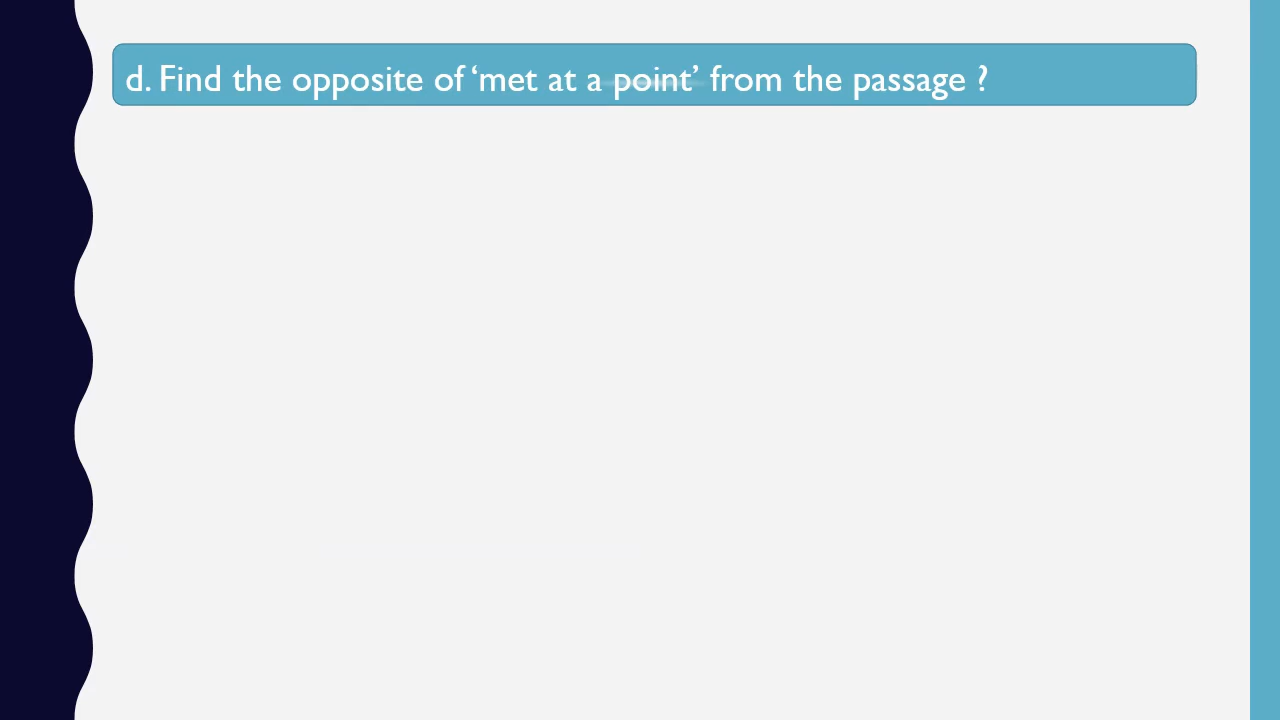 d. Find the opposite of ‘met at a point’ from the passage ?